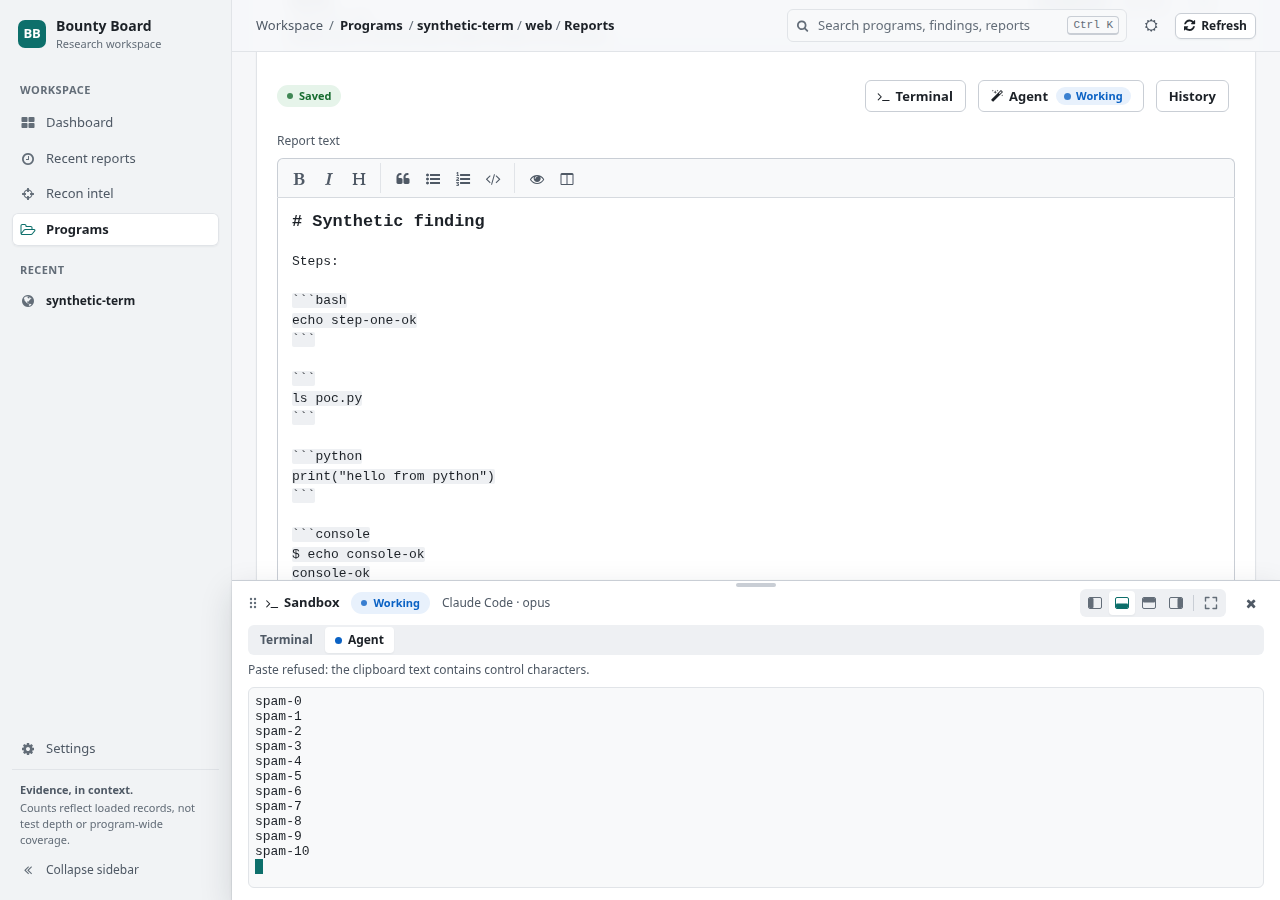 BB
Bounty Board
Research workspace
WORKSPACE
Dashboard
Recent reports
Recon intel
Programs
RECENT
synthetic-term
Settings
Evidence, in context.
Counts reflect loaded records, not
test depth or program-wide
coverage.
Collapse sidebar
Workspace / Programs / synthetic-term / web / Reports
Search programs, findings, reports Ctrl K
Refresh
Saved
Terminal
Agent Working
History
Report text
B I H
# Synthetic finding
Steps:
```bash
echo step-one-ok
```
```
ls poc.py
```
```python
print("hello from python")
```
```console
$ echo console-ok
console-ok
Sandbox Working Claude Code · opus
Terminal Agent
Paste refused: the clipboard text contains control characters.
spam-0
spam-1
spam-2
spam-3
spam-4
spam-5
spam-6
spam-7
spam-8
spam-9
spam-10